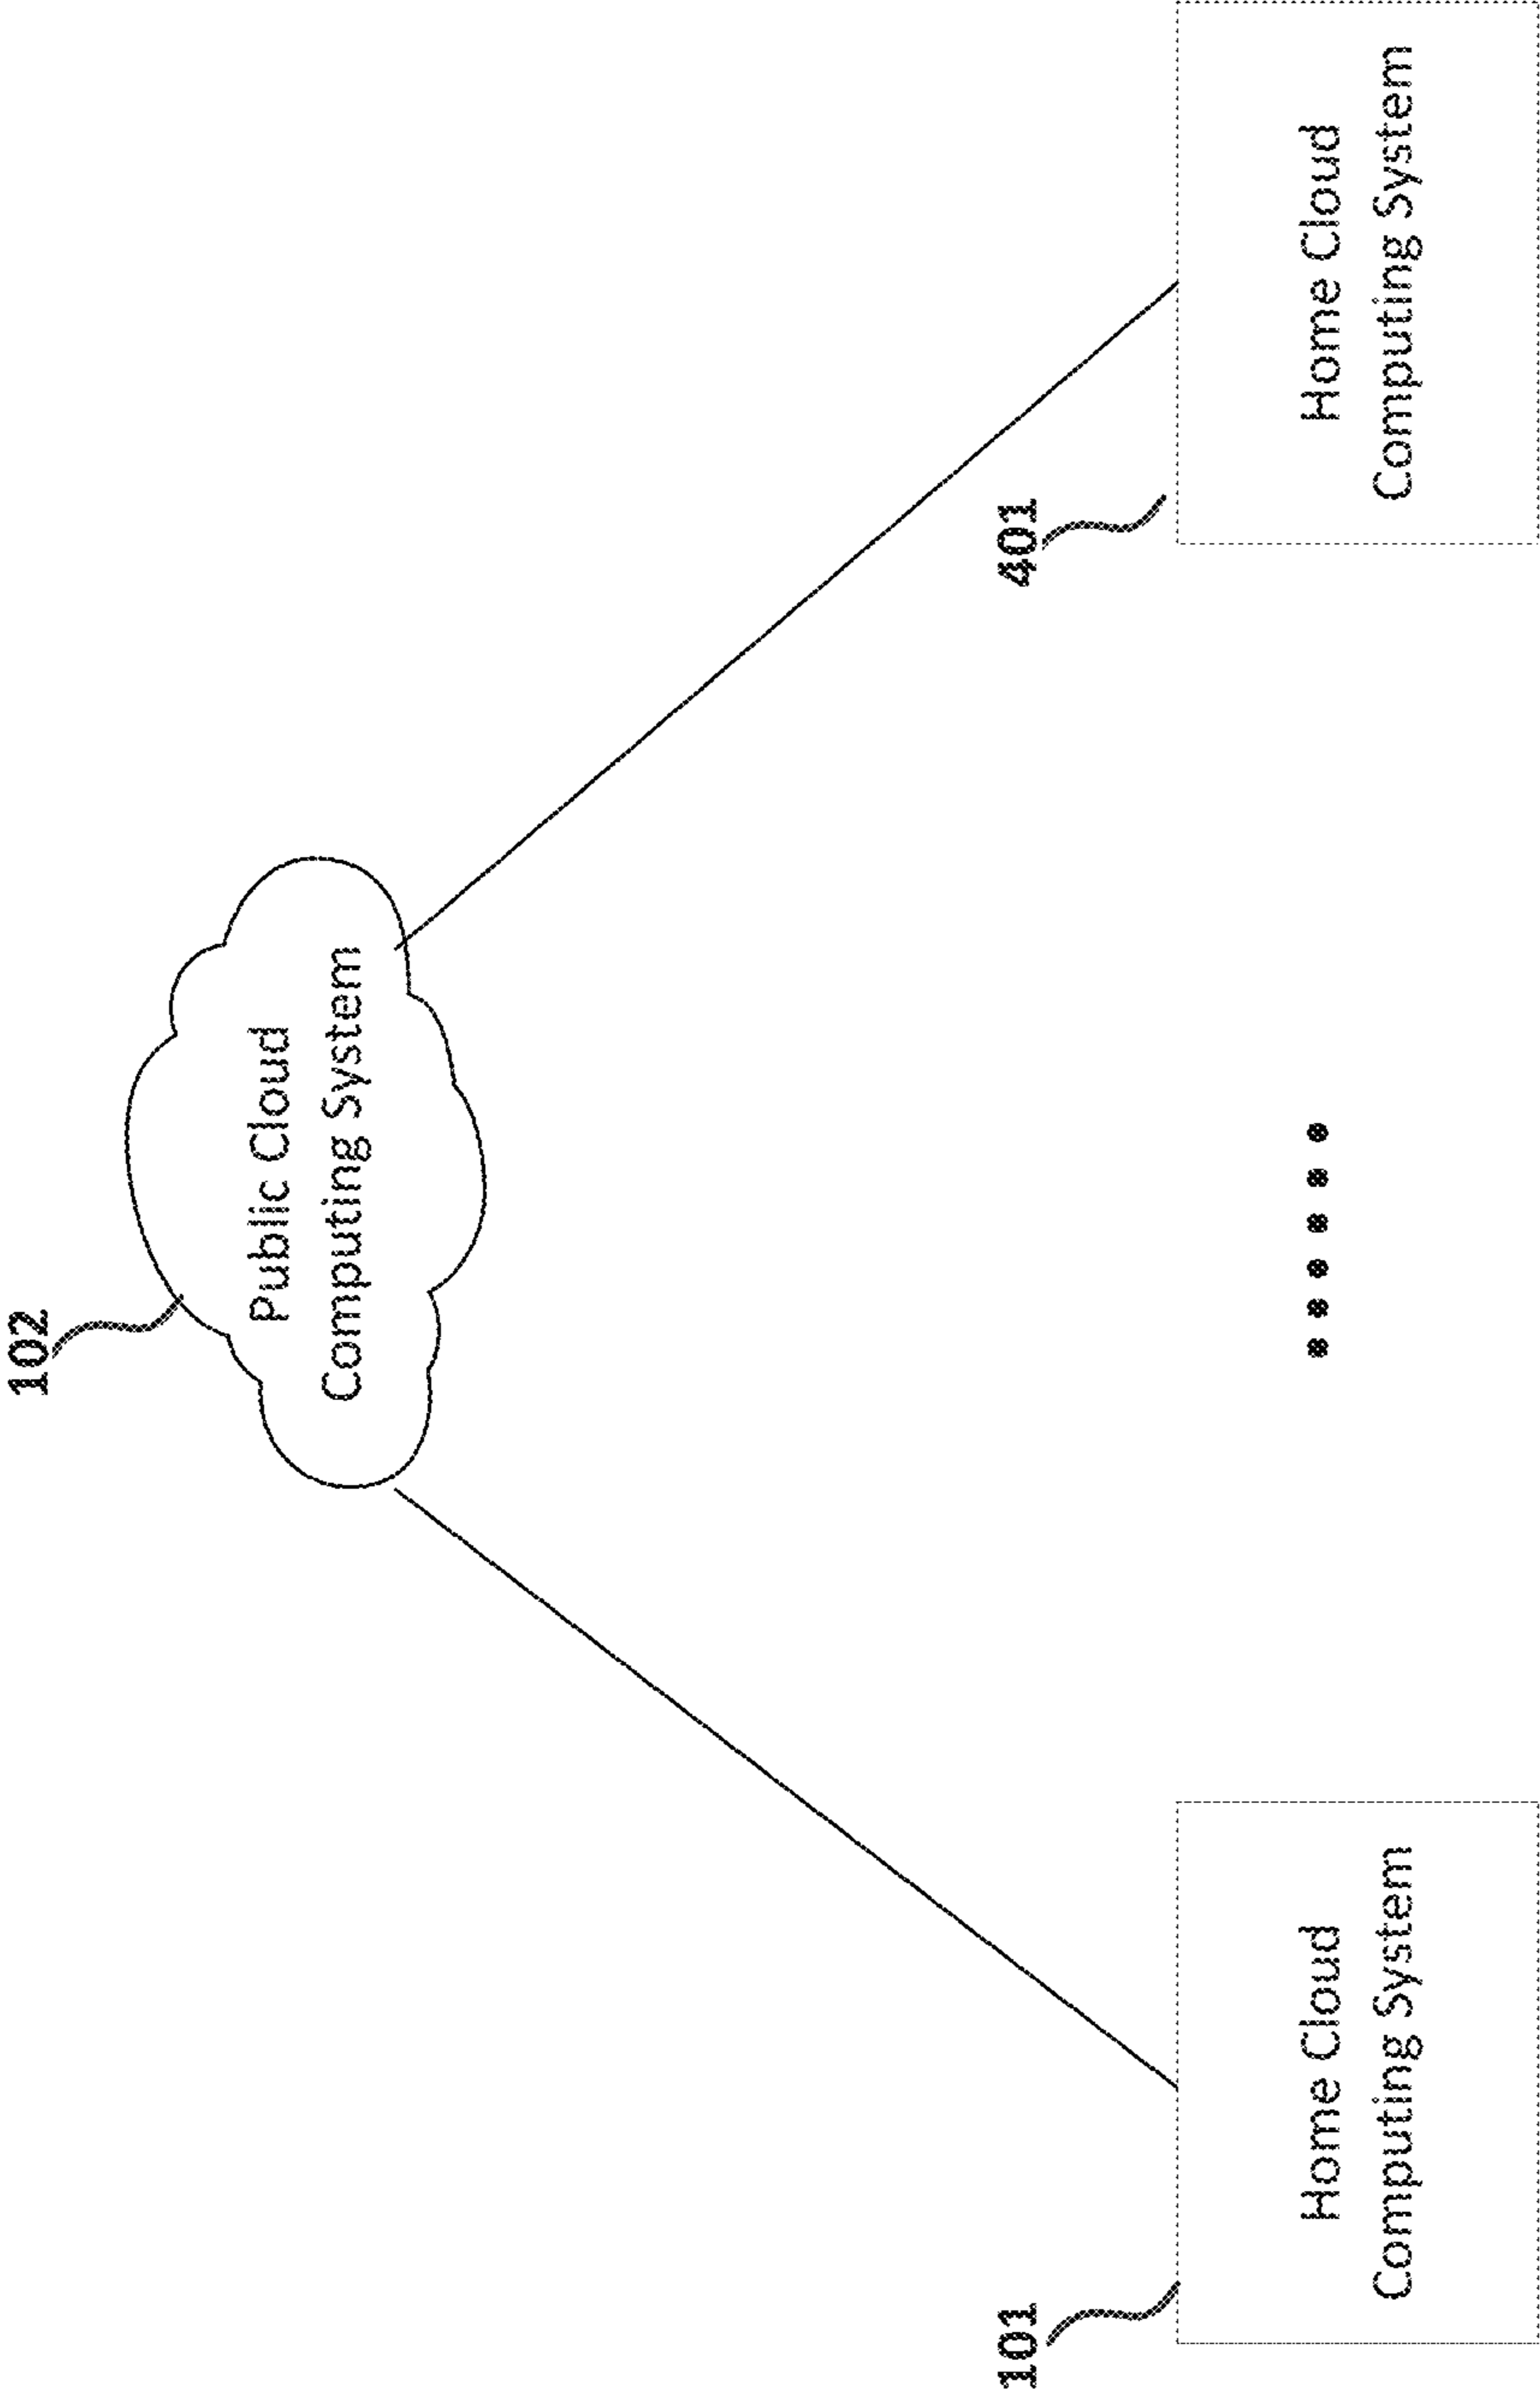 102
Public Cloud
Computing System
101
Home Cloud
Computing System
401
Home Cloud
Computing System